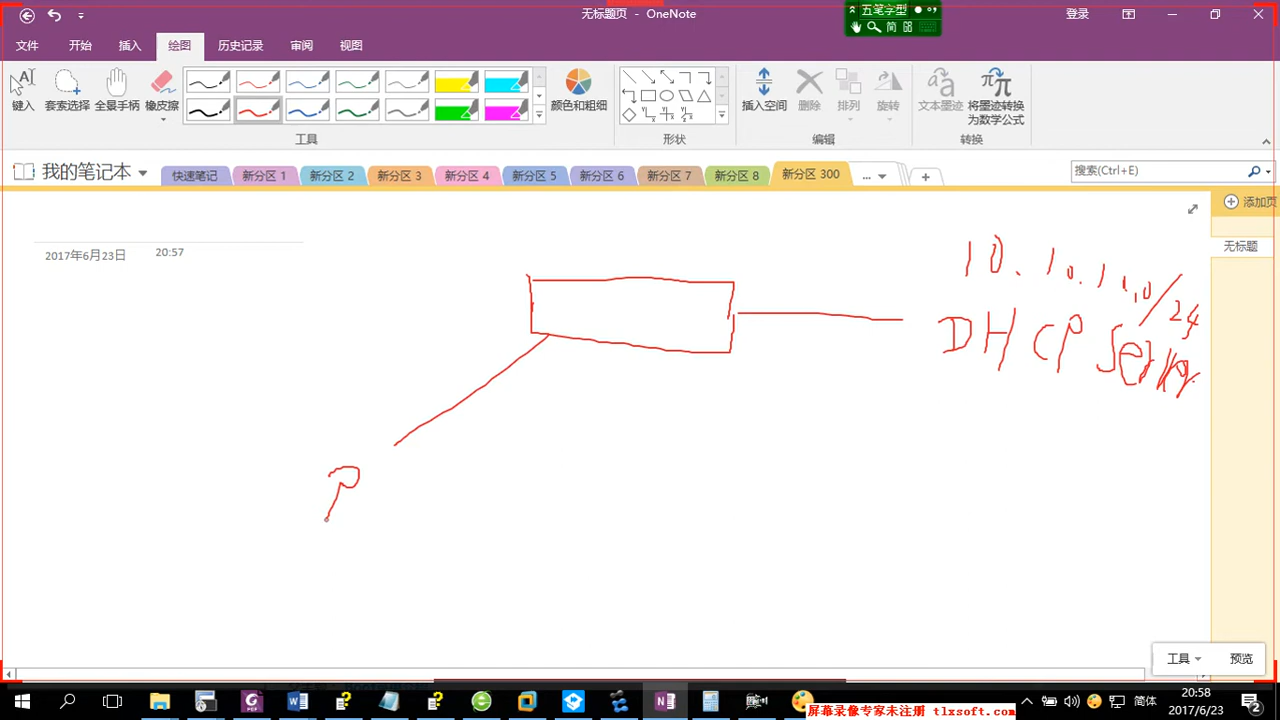 无标题页 - OneNote
五笔字型
简
登录
文件 开始 插入 绘图 历史记录 审阅 视图
键入 套索选择 全景手柄 橡皮擦 颜色和粗细 插入空间 删除 排列 旋转 文本墨迹 将墨迹转换为数学公式
工具 形状 编辑 转换
我的笔记本 快速笔记 新分区 1 新分区 2 新分区 3 新分区 4 新分区 5 新分区 6 新分区 7 新分区 8 新分区 300 ...
搜索(Ctrl+E)
添加页
无标题
2017年6月23日 20:57
10.10.1.0/24
DHCP Server
P
工具 预览
简体
20:58
2017/6/23
2
屏幕录像专家未注册 tlxsoft.com